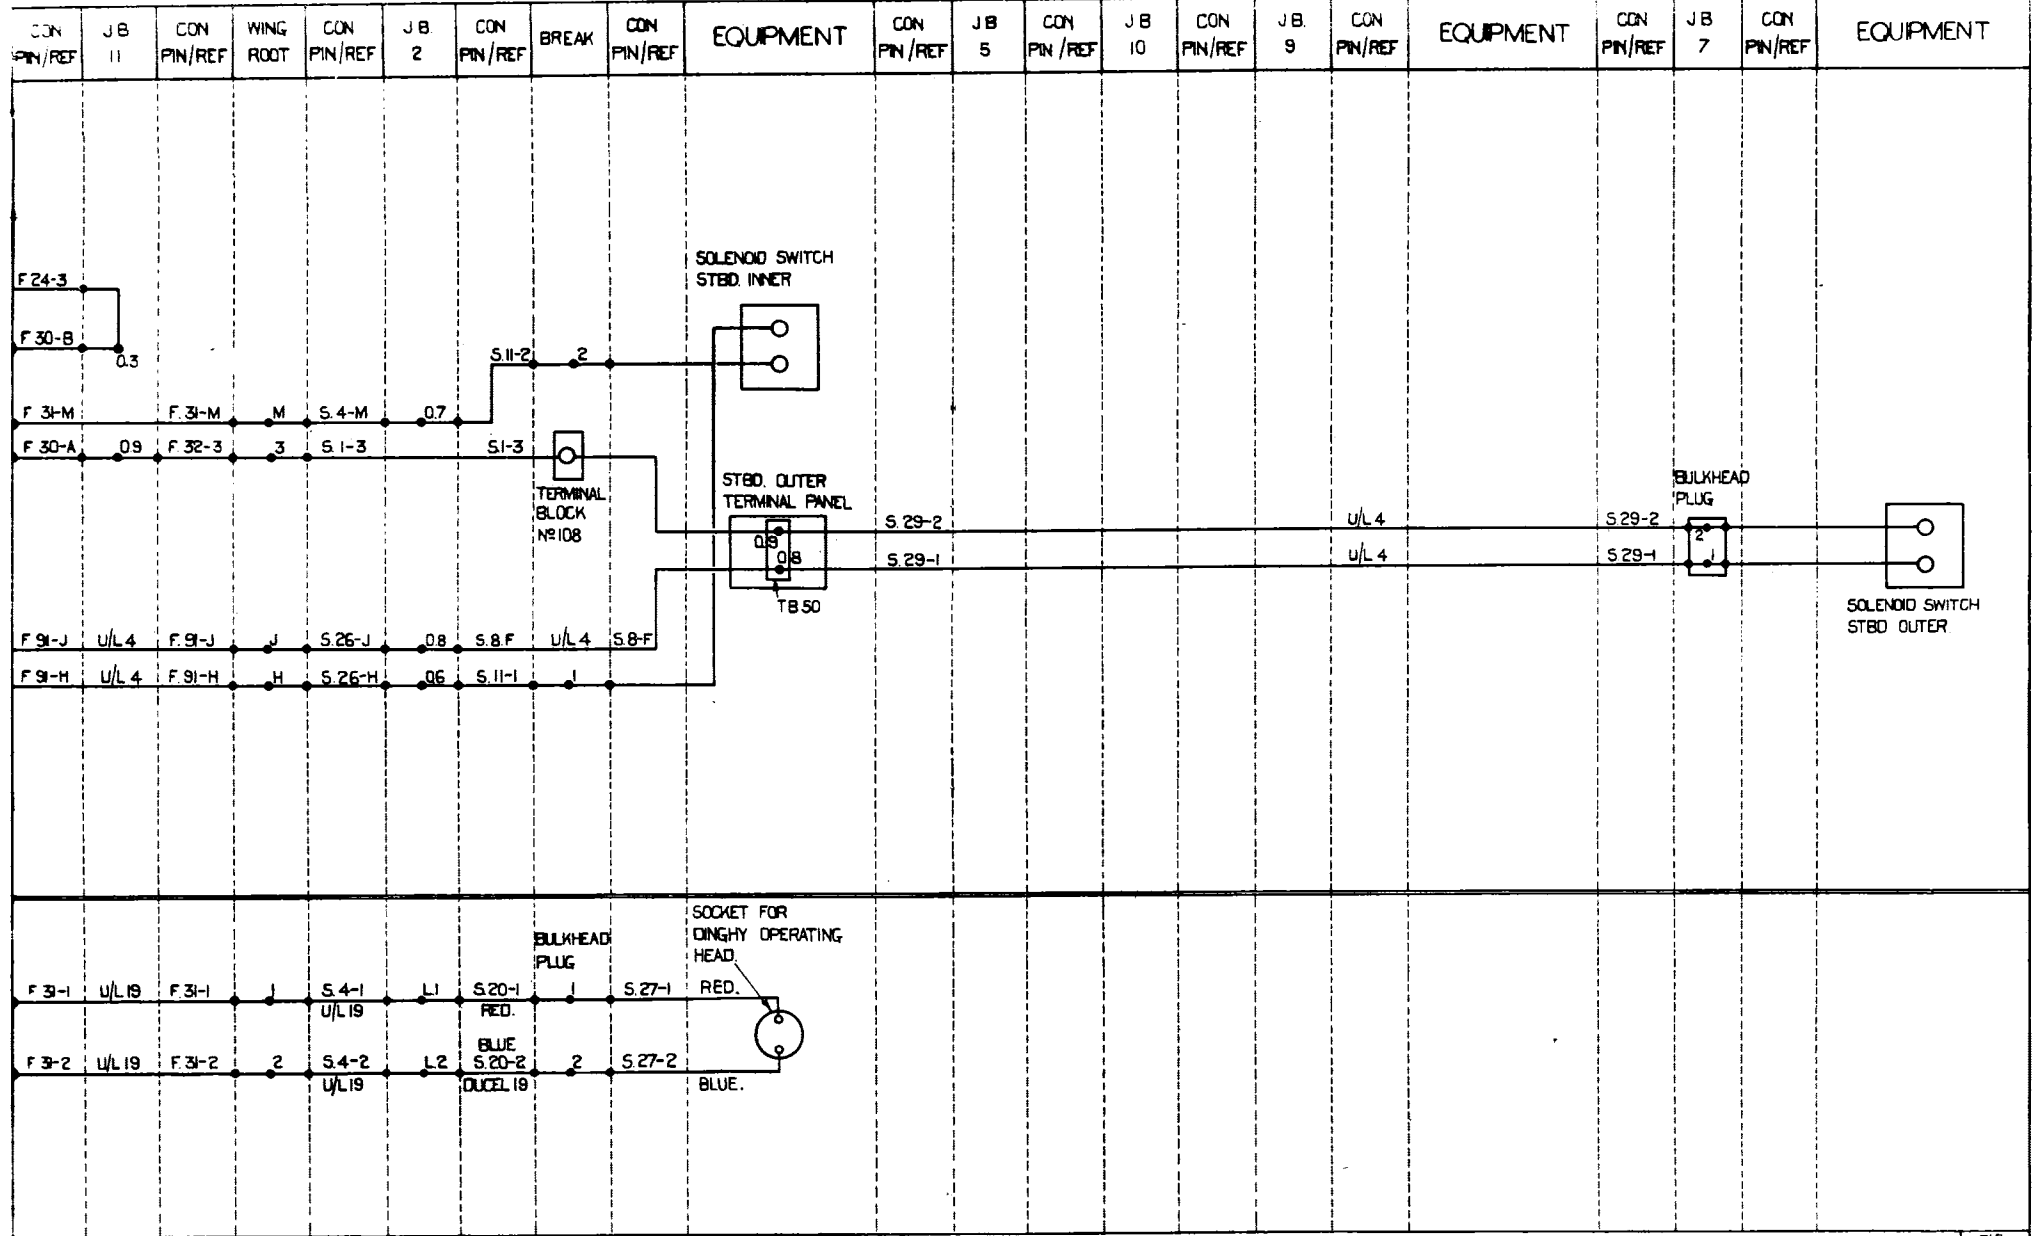 CON PIN/REF
J B 11
CON PIN/REF
WING ROOT
CON PIN/REF
J B. 2
CON PIN/REF
BREAK
CON PIN/REF
EQUIPMENT
CON PIN/REF
J B 5
CON PIN/REF
J B 10
CON PIN/REF
J B. 9
CON PIN/REF
EQUIPMENT
CON PIN/REF
J B 7
CON PIN/REF
EQUIPMENT
SOLENOID SWITCH
STBD. INNER
F 24-3
F 30-B
0.3
S.11-2 2
F 31-M F. 31-M M S. 4-M 0.7
F 30-A 0.9 F. 32-3 3 S. 1-3 S.1-3
TERMINAL
BLOCK
Nº108
STBD. OUTER
TERMINAL PANEL
0.9
0.8
TB 50
S. 29-2 U/L 4 S.29-2
S. 29-1 U/L 4 S 29-1
BULKHEAD
PLUG
2
1
SOLENOID SWITCH
STBD OUTER
F 91-J U/L 4 F. 91-J J S.26-J 0.8 S.8.F U/L 4 S.8-F
F 91-H U/L 4 F. 91-H H S.26-H 0.6 S. 11-1 1
SOCKET FOR
DINGHY OPERATING
HEAD.
BULKHEAD
PLUG
F 31-1 U/L 19 F. 31-1 1 S. 4-1 L1 S.20-1 1 S. 27-1 RED.
U/L 19 RED.
BLUE
F 31-2 U/L 19 F. 31-2 2 S.4-2 L2 S.20-2 2 S. 27-2
U/L 19 DUCEL 19 BLUE.